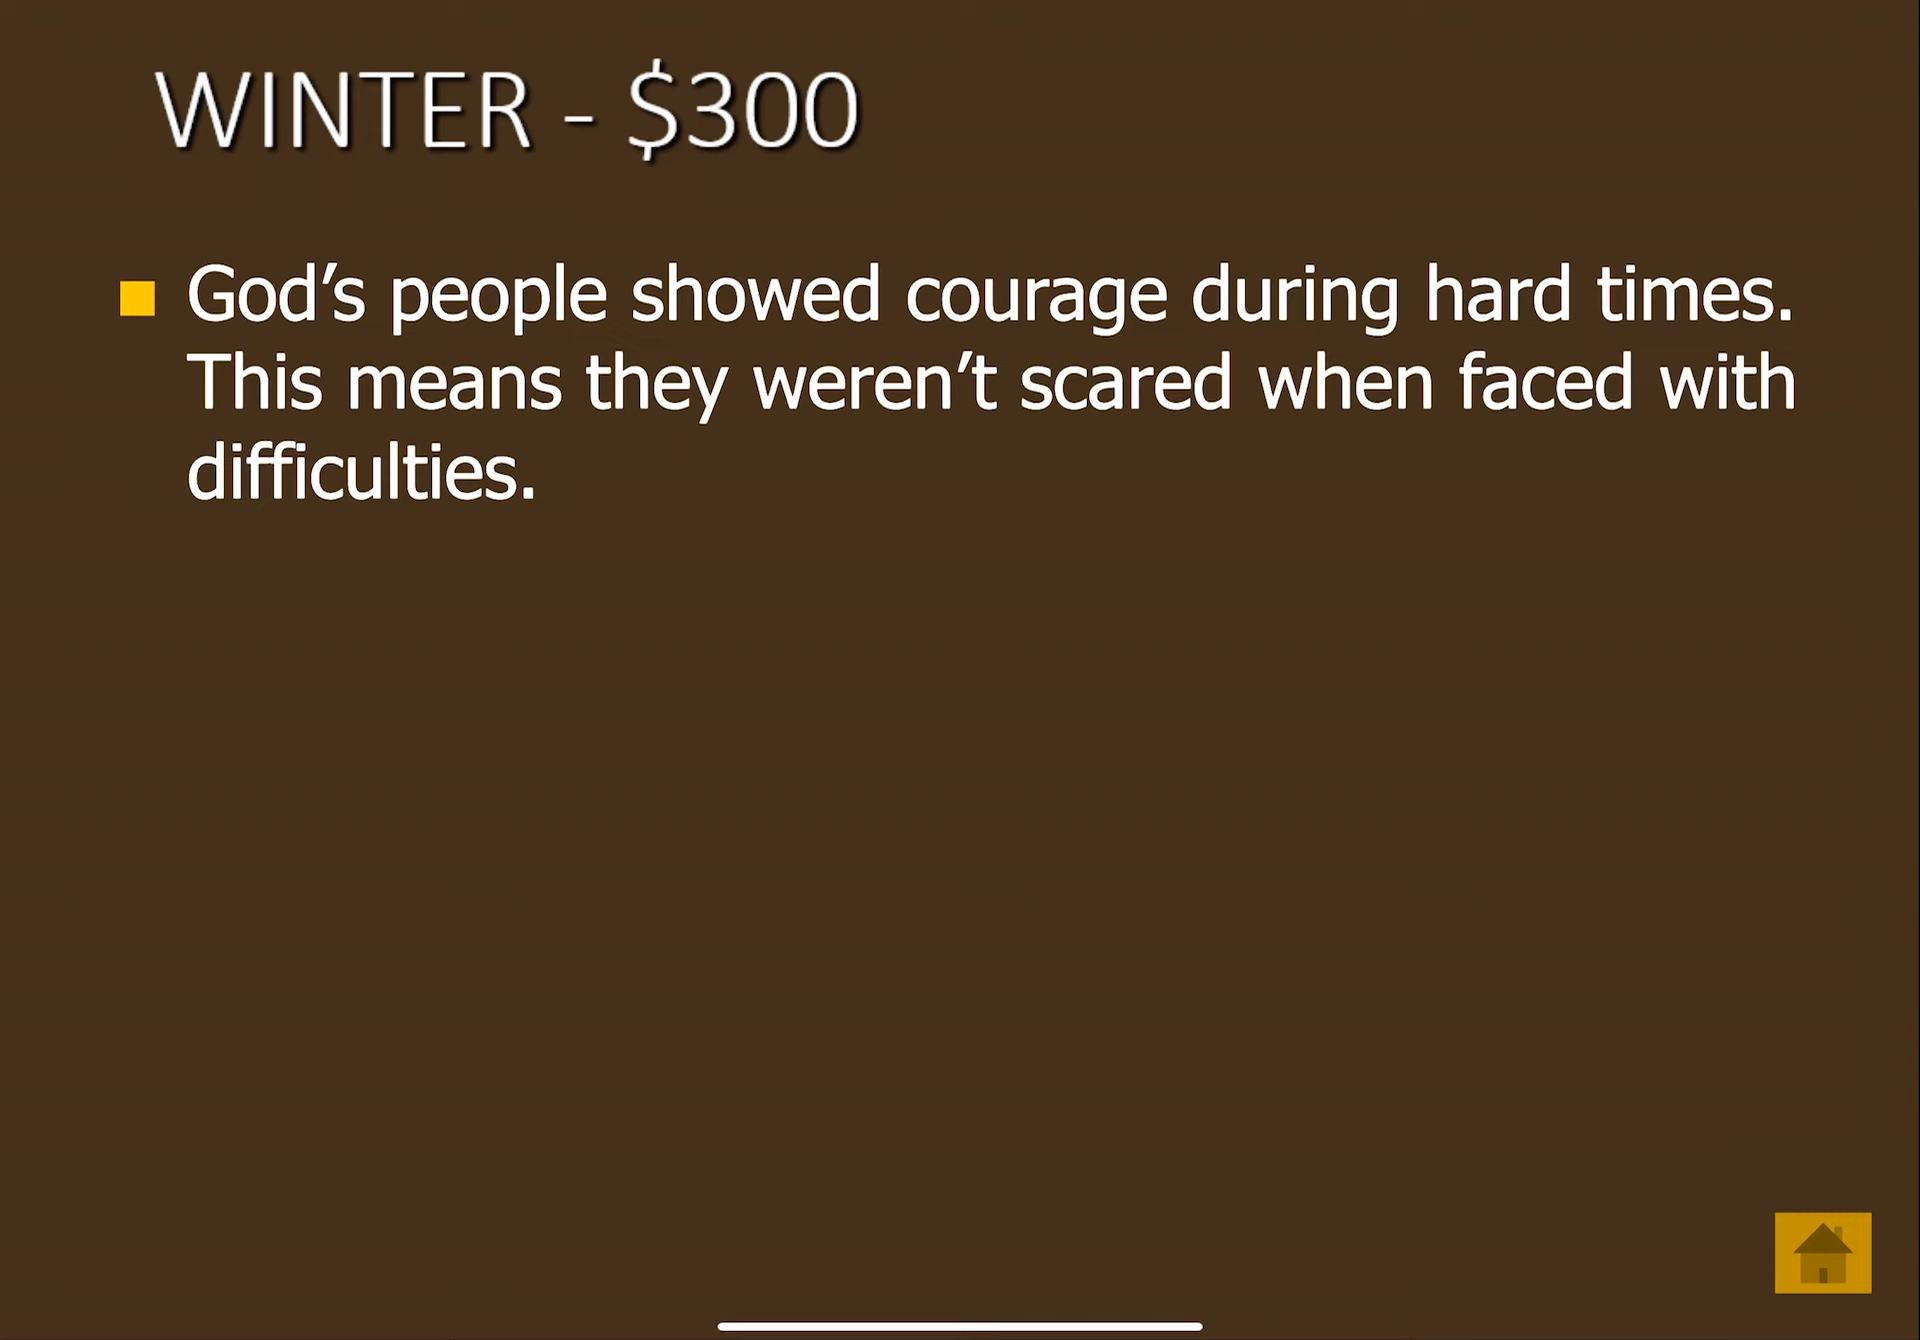 WINTER - $300
God’s people showed courage during hard times.
This means they weren’t scared when faced with
difficulties.